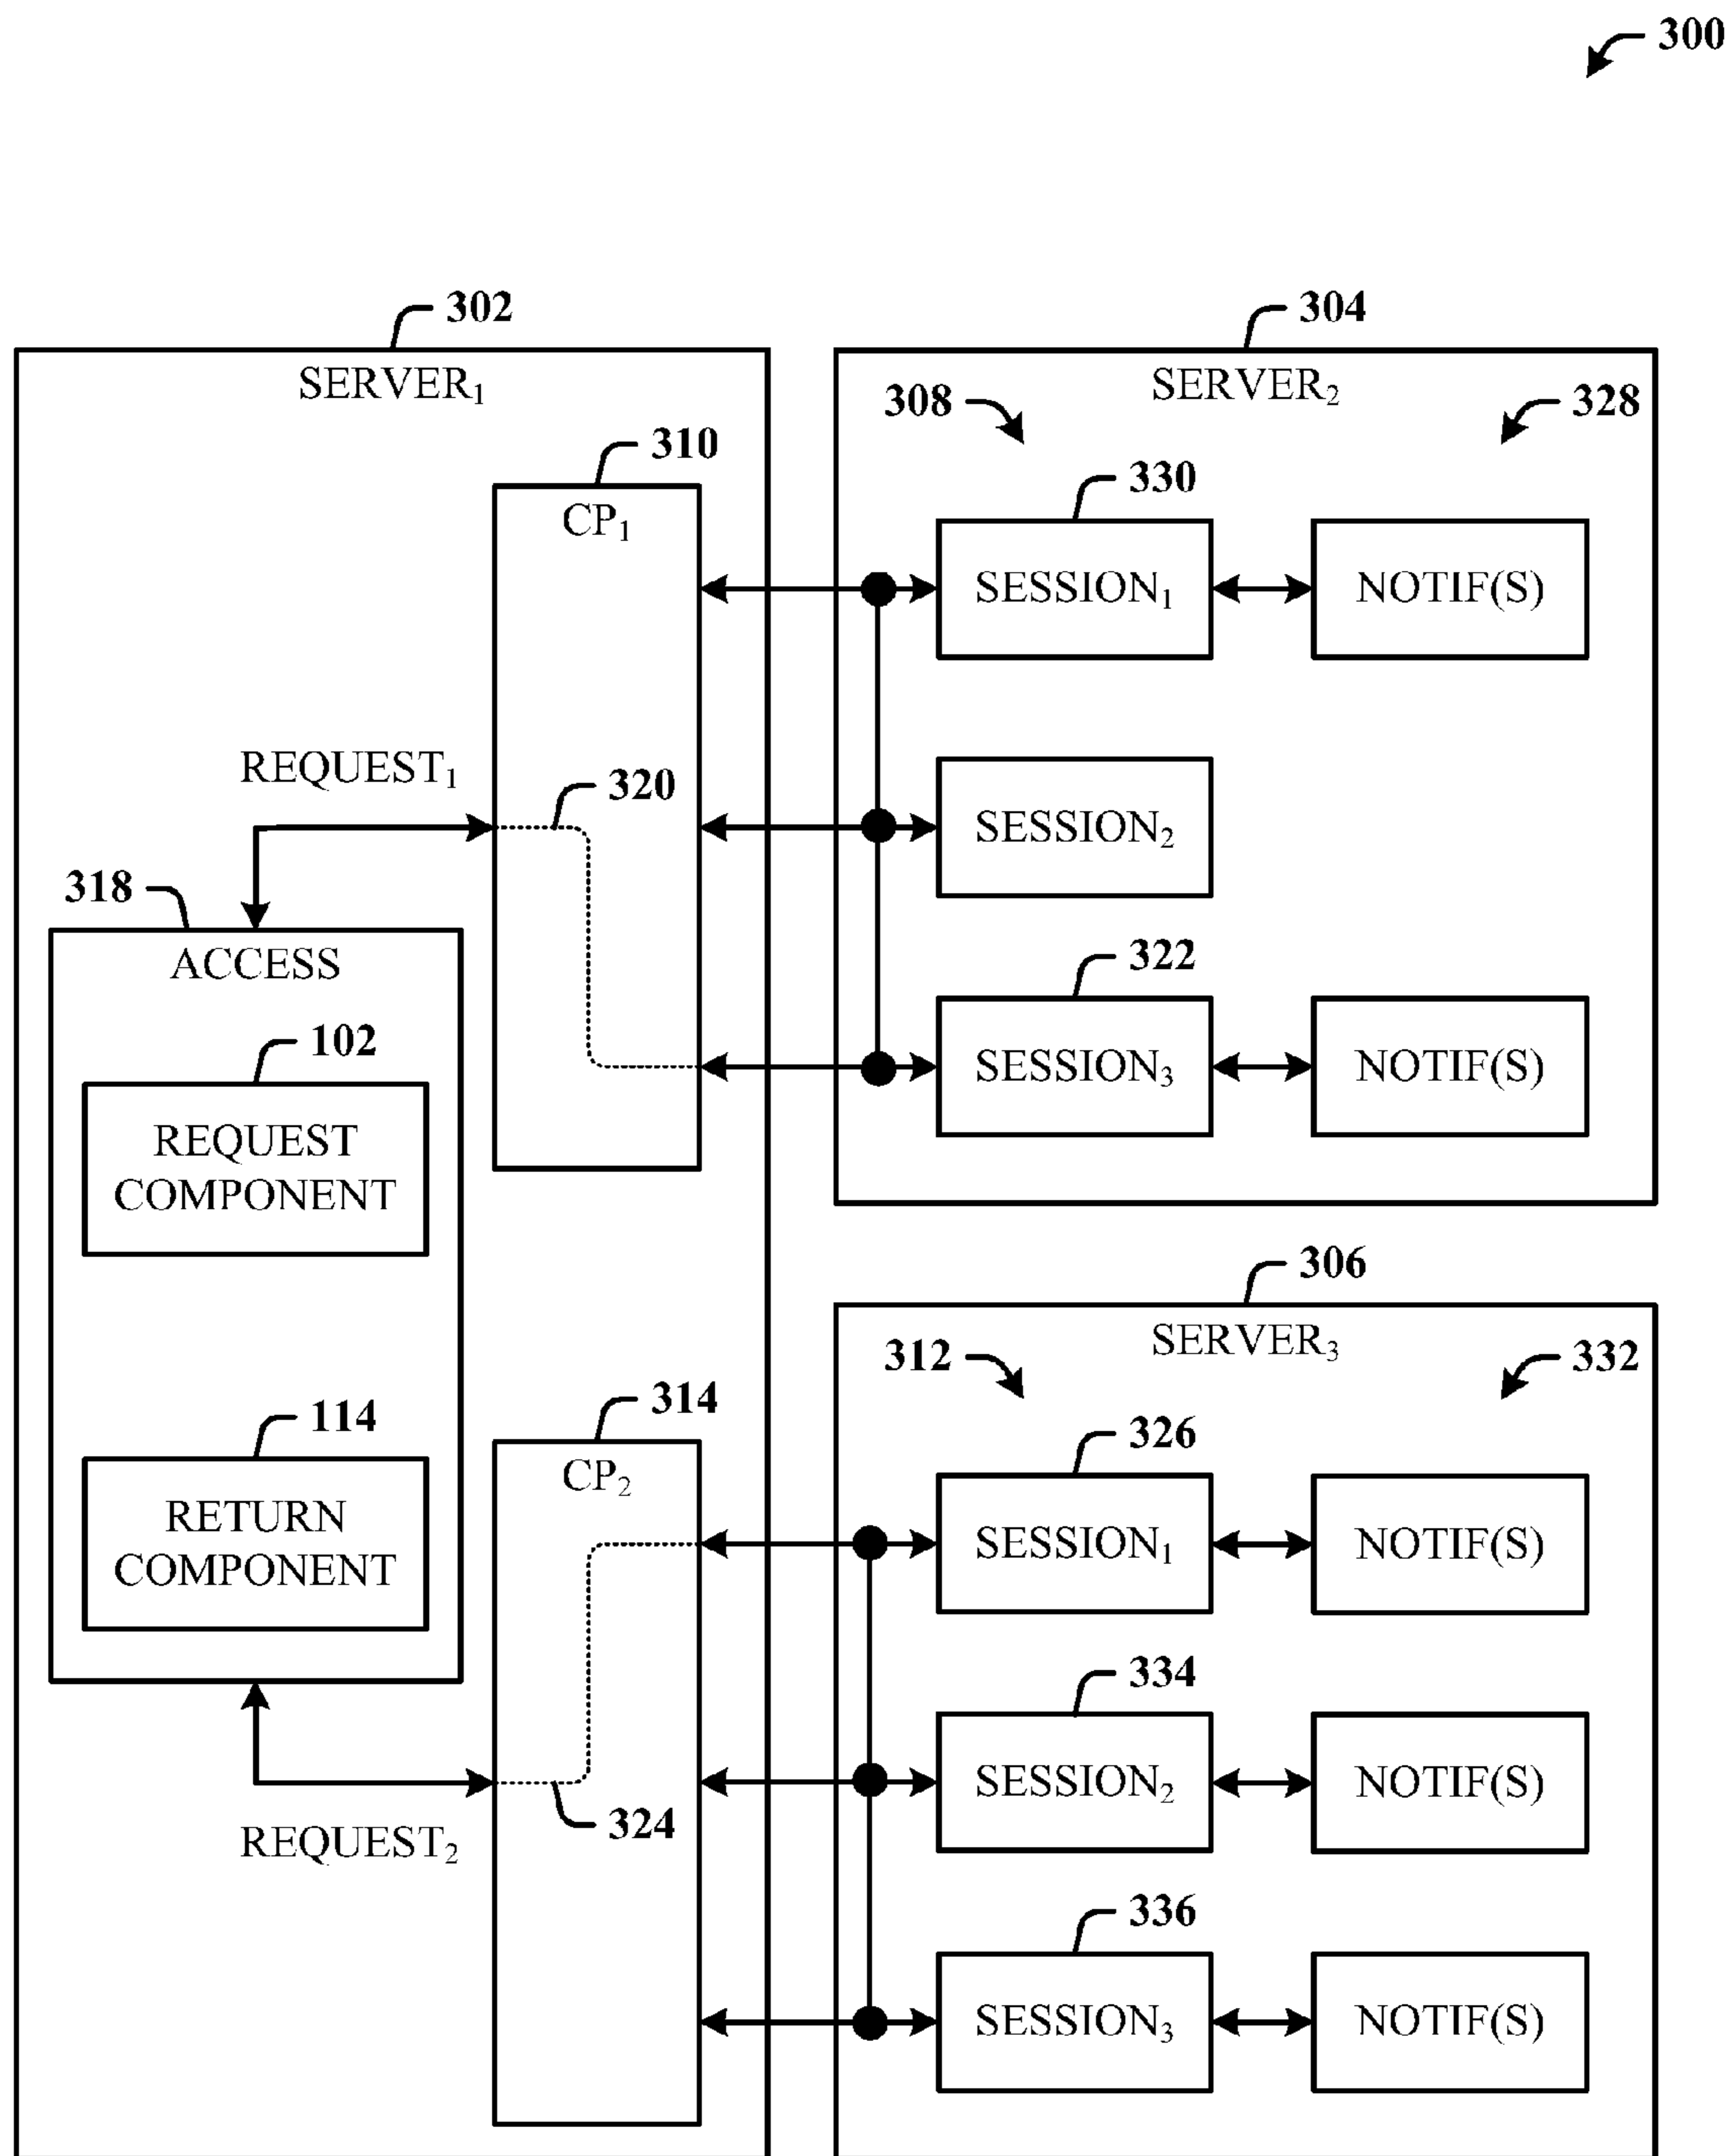 300
302
304
SERVER₁
SERVER₂
308
328
310
330
CP₁
SESSION₁
NOTIF(S)
REQUEST₁
320
SESSION₂
318
ACCESS
322
SESSION₃
NOTIF(S)
102
REQUEST
COMPONENT
306
SERVER₃
312
332
314
326
114
CP₂
RETURN
COMPONENT
SESSION₁
NOTIF(S)
334
SESSION₂
NOTIF(S)
324
REQUEST₂
336
SESSION₃
NOTIF(S)